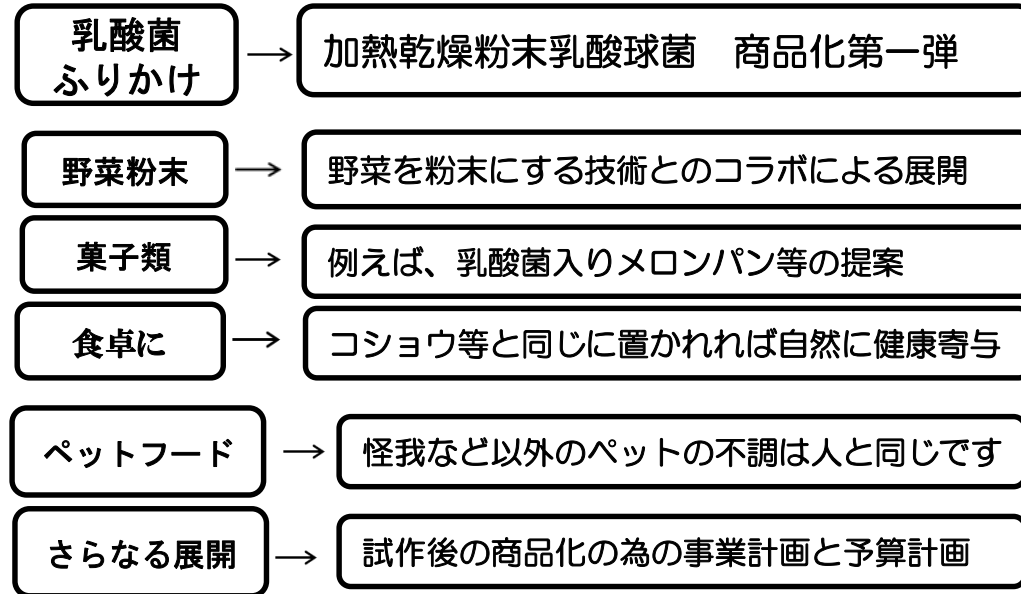 乳酸菌
ふりかけ
加熱乾燥粉末乳酸球菌　商品化第一弾
野菜粉末
野菜を粉末にする技術とのコラボによる展開
菓子類
例えば、乳酸菌入りメロンパン等の提案
食卓に
コショウ等と同じに置かれれば自然に健康寄与
ペットフード
怪我など以外のペットの不調は人と同じです
さらなる展開
試作後の商品化の為の事業計画と予算計画